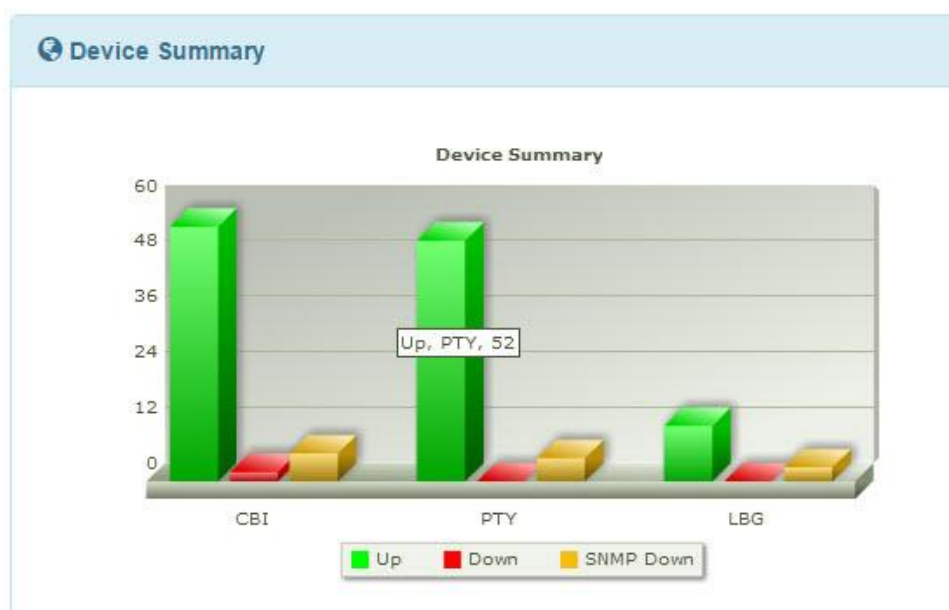 Device Summary
Device Summary
60
48
36
24
12
0
Up, PTY, 52
CBI PTY LBG
Up Down SNMP Down